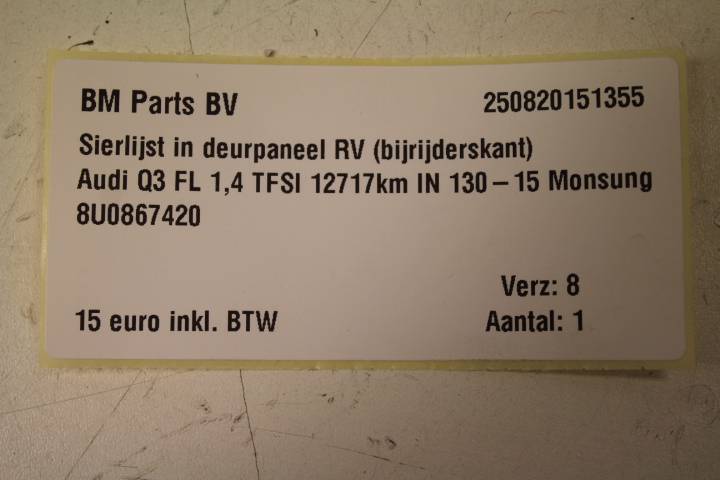 BM Parts BV 250820151355
Sierlijst in deurpaneel RV (bijrijderskant)
Audi Q3 FL 1,4 TFSI 12717km IN 130 – 15 Monsung
8U0867420
Verz: 8
15 euro inkl. BTW Aantal: 1